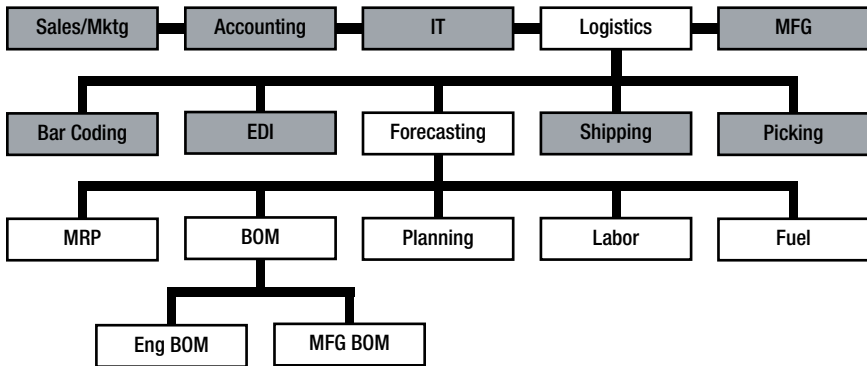 Sales/Mktg Accounting IT Logistics MFG
Bar Coding EDI Forecasting Shipping Picking
MRP BOM Planning Labor Fuel
Eng BOM MFG BOM